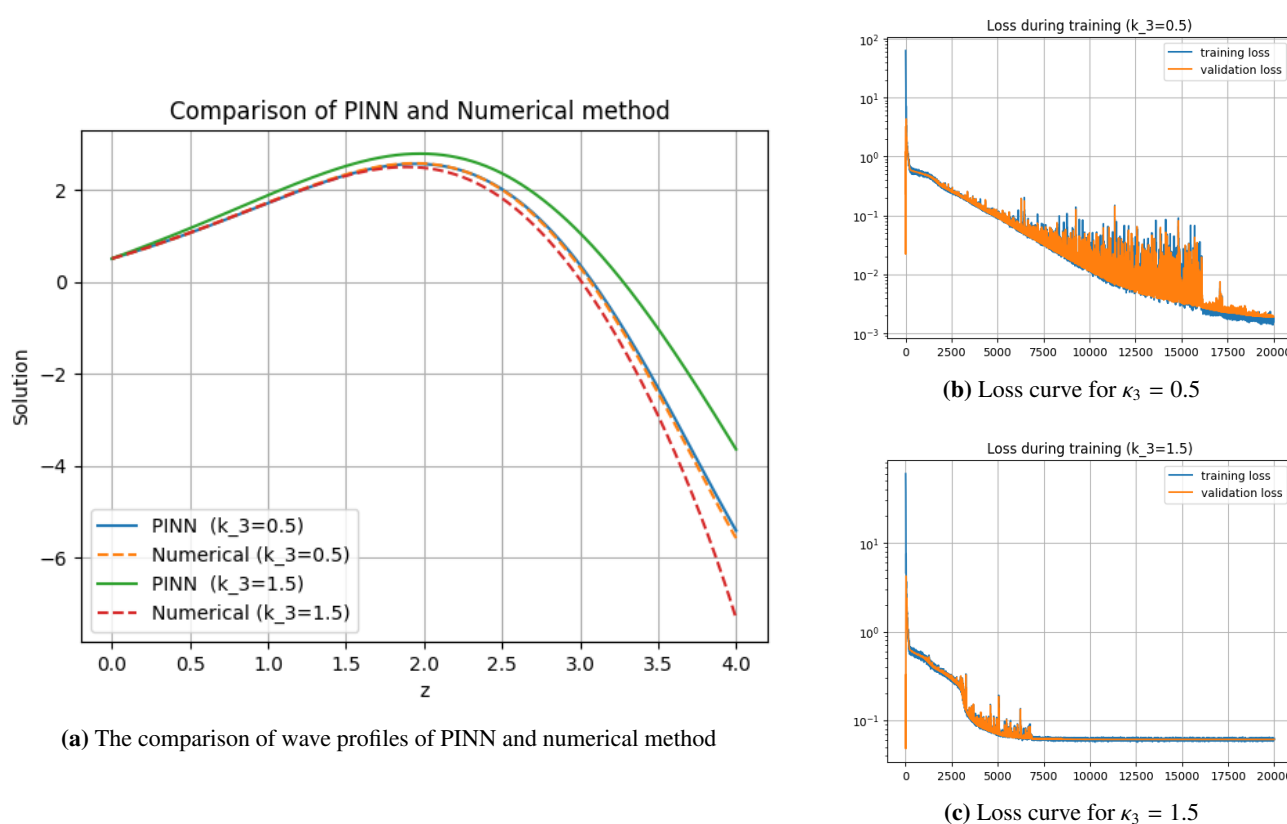 Comparison of PINN and Numerical method
Solution
2
0
−2
−4
−6
PINN (k_3=0.5)
Numerical (k_3=0.5)
PINN (k_3=1.5)
Numerical (k_3=1.5)
0.0 0.5 1.0 1.5 2.0 2.5 3.0 3.5 4.0
z
(a) The comparison of wave profiles of PINN and numerical method
Loss during training (k_3=0.5)
10²
10¹
10⁰
10⁻¹
10⁻²
10⁻³
training loss
validation loss
0 2500 5000 7500 10000 12500 15000 17500 20000
(b) Loss curve for κ₃ = 0.5
Loss during training (k_3=1.5)
10¹
10⁰
10⁻¹
training loss
validation loss
0 2500 5000 7500 10000 12500 15000 17500 20000
(c) Loss curve for κ₃ = 1.5